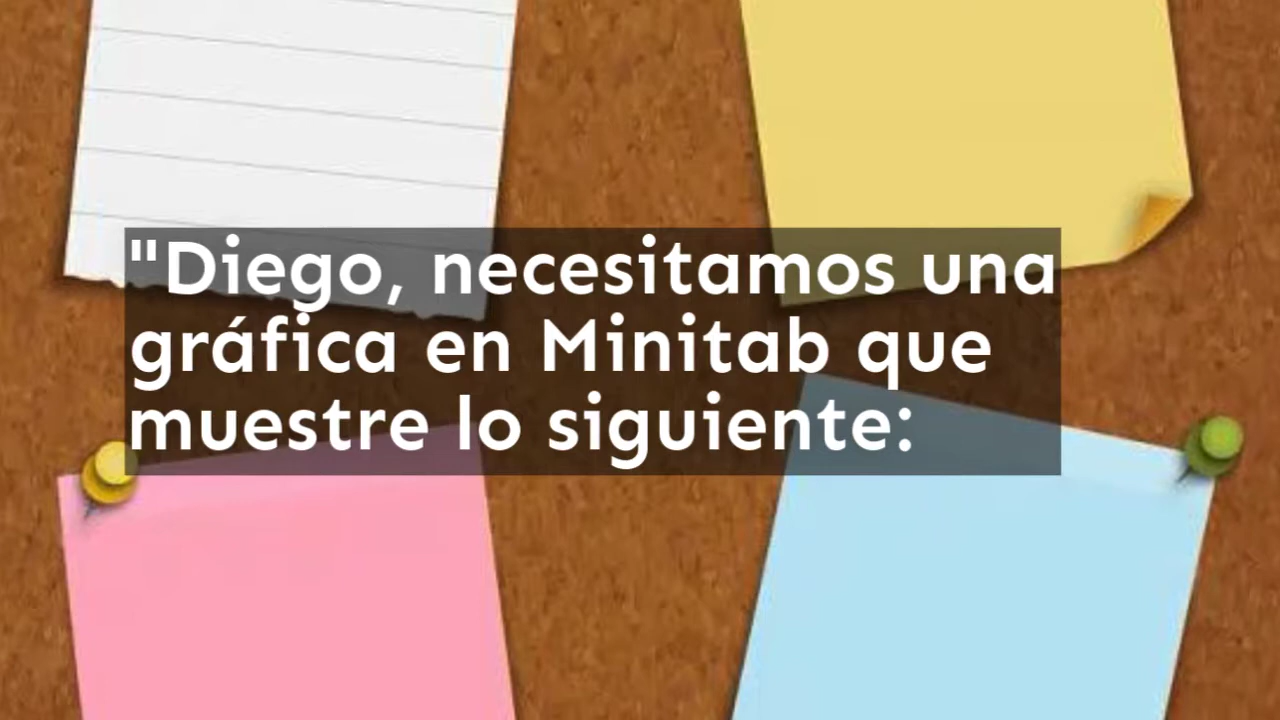 "Diego, necesitamos una
gráfica en Minitab que
muestre lo siguiente: